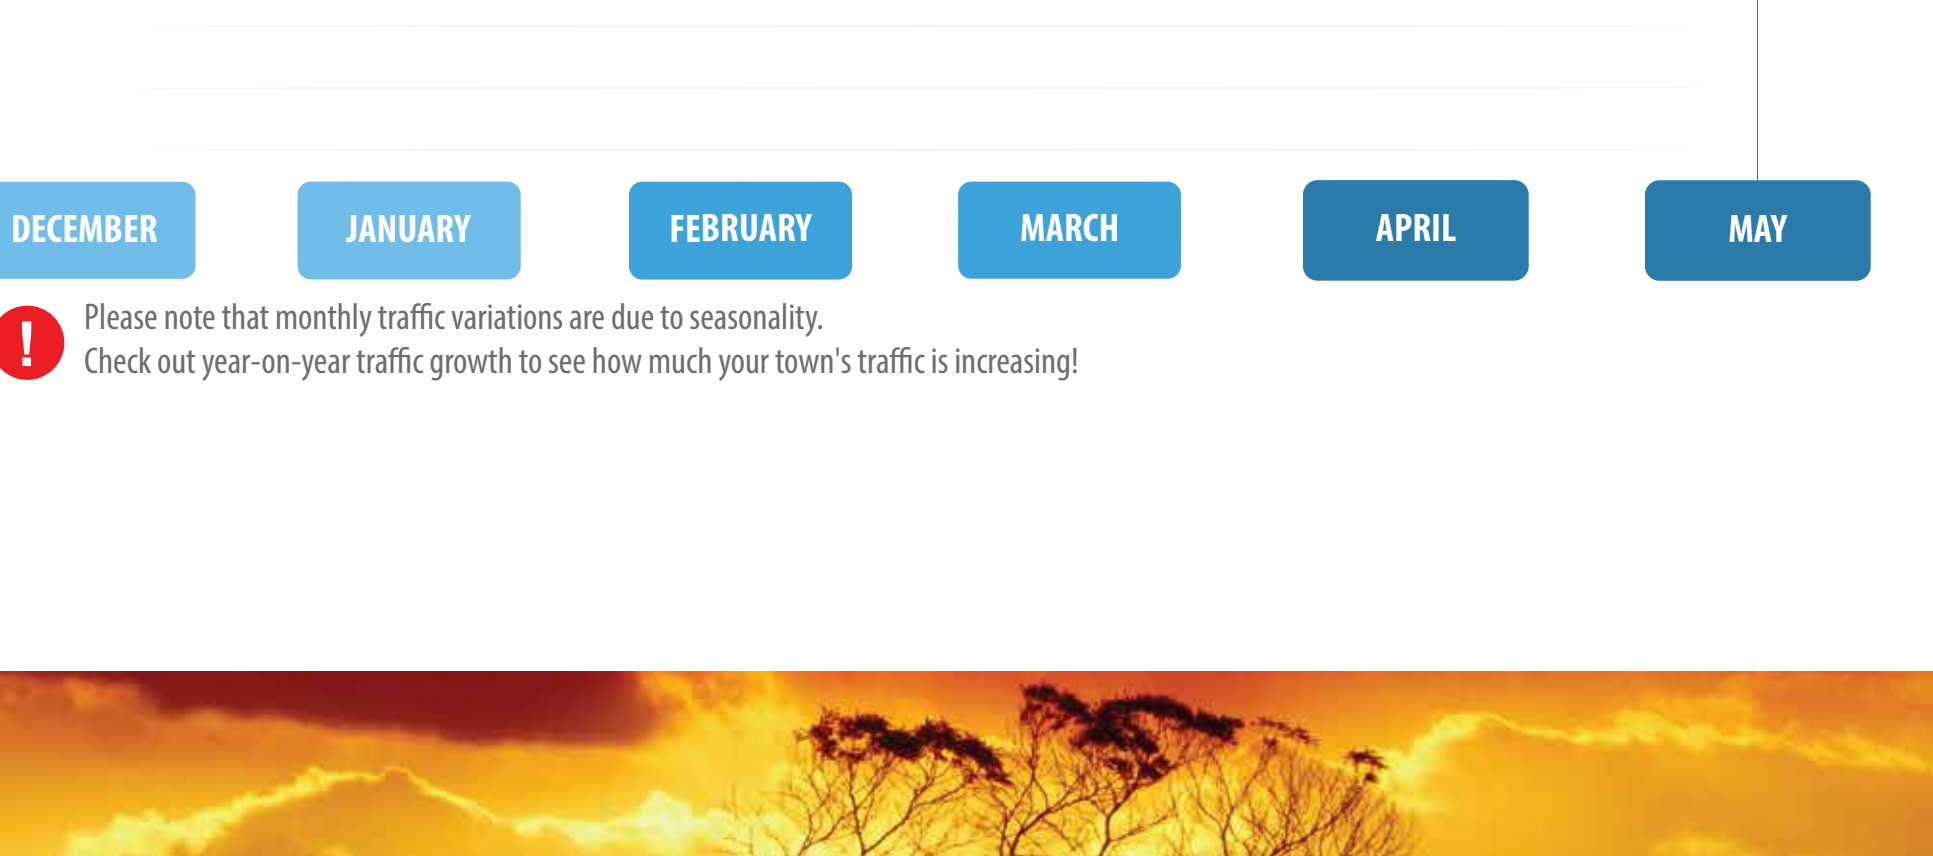 DECEMBER JANUARY FEBRUARY MARCH APRIL MAY
!
Please note that monthly traffic variations are due to seasonality.
Check out year-on-year traffic growth to see how much your town's traffic is increasing!